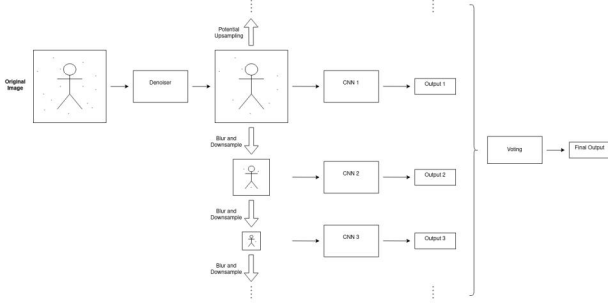 Potential
Upsampling
Original
Image
Denoiser
CNN 1
Output 1
Blur and
Downsample
CNN 2
Output 2
Voting
Final Output
Blur and
Downsample
CNN 3
Output 3
Blur and
Downsample